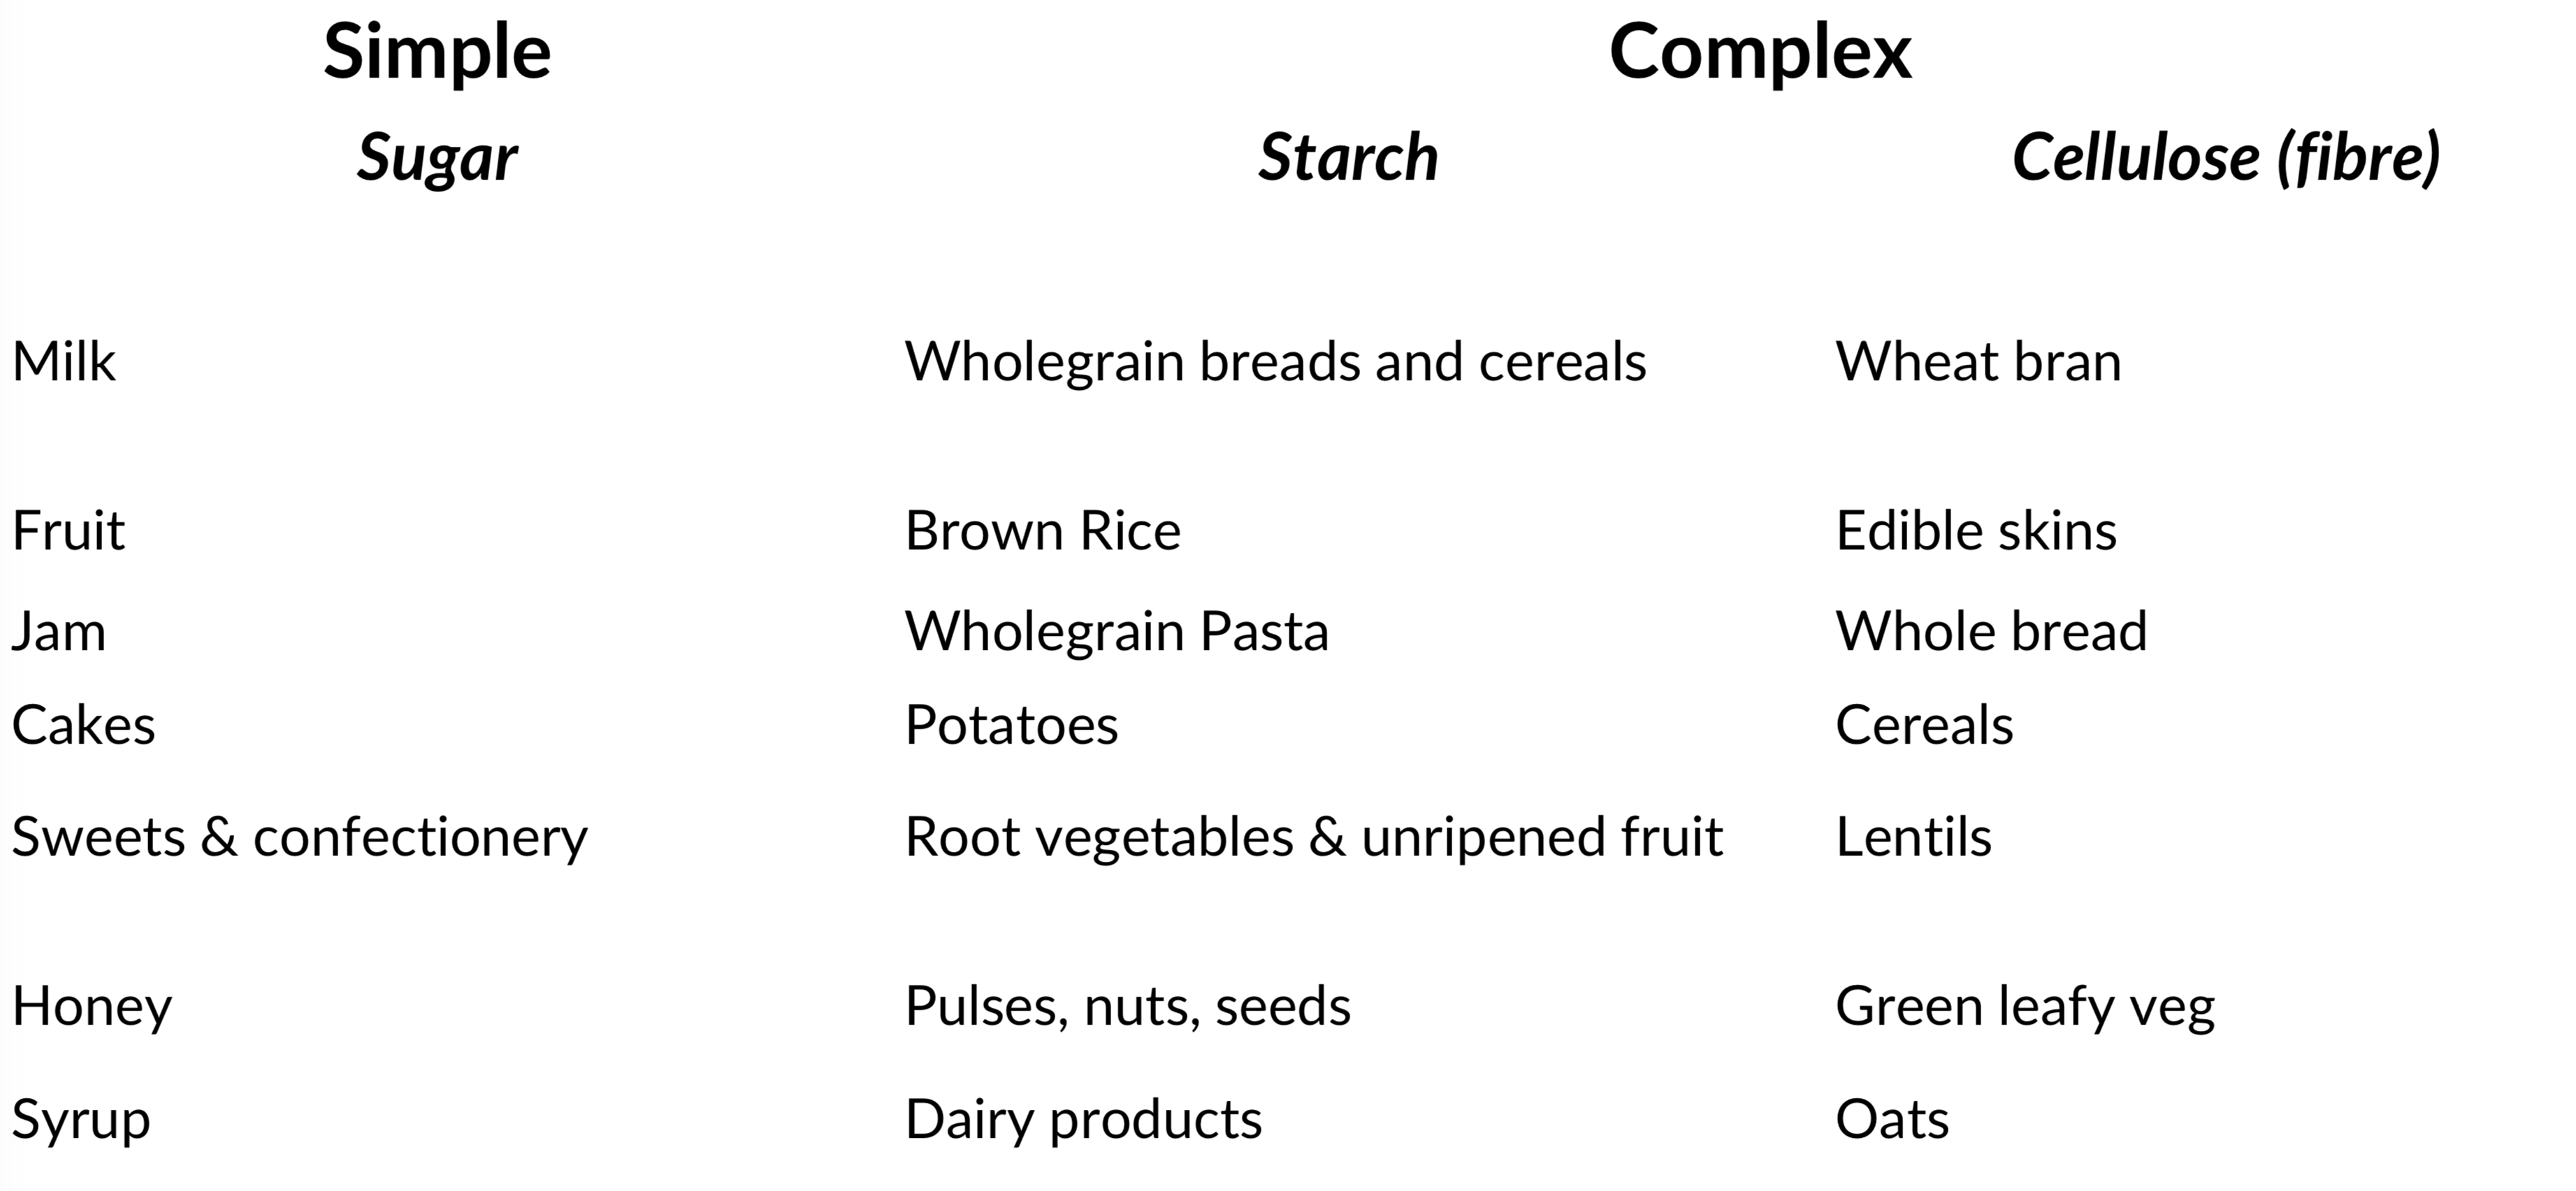 Simple Complex
Sugar Starch Cellulose (fibre)
Milk Wholegrain breads and cereals Wheat bran
Fruit Brown Rice Edible skins
Jam Wholegrain Pasta Whole bread
Cakes Potatoes Cereals
Sweets & confectionery Root vegetables & unripened fruit Lentils
Honey Pulses, nuts, seeds Green leafy veg
Syrup Dairy products Oats